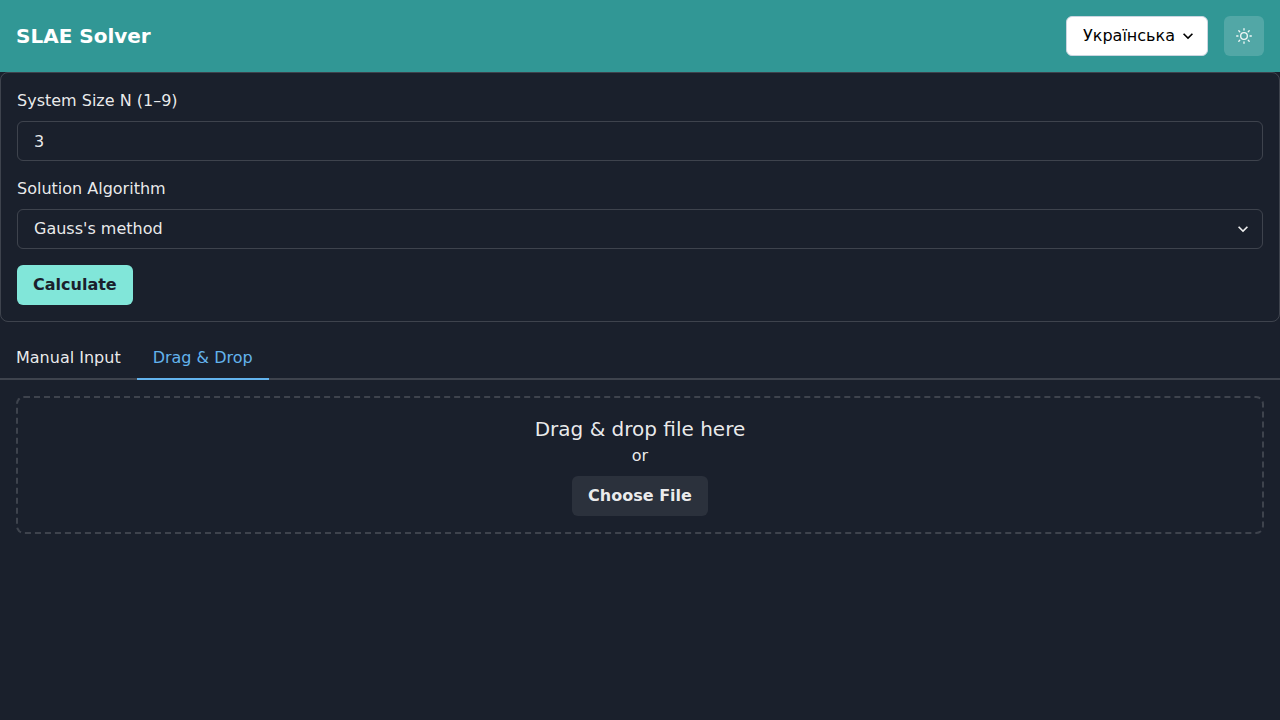 SLAE Solver
Українська
System Size N (1–9)
3
Solution Algorithm
Gauss's method
Calculate
Manual Input
Drag & Drop
Drag & drop file here
or
Choose File